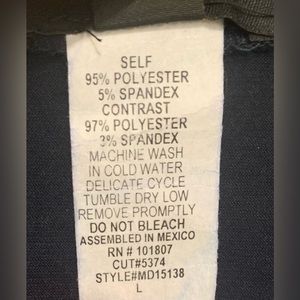 SELF
95% POLYESTER
5% SPANDEX
CONTRAST
97% POLYESTER
3% SPANDEX
MACHINE WASH
IN COLD WATER
DELICATE CYCLE
TUMBLE DRY LOW
REMOVE PROMPTLY
DO NOT BLEACH
ASSEMBLED IN MEXICO
RN # 101807
CUT#5374
STYLE#MD15138
L